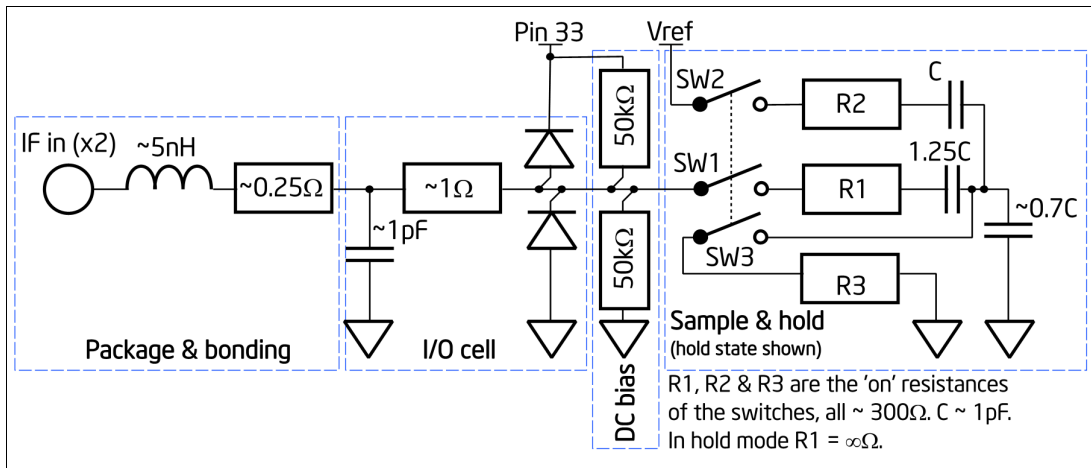 Pin 33
Vref
SW2
R2
C
50kΩ
IF in (x2)
~5nH
~0.25Ω
~1Ω
SW1
R1
1.25C
~0.7C
~1pF
50kΩ
SW3
R3
Package & bonding
I/O cell
DC bias
Sample & hold
(hold state shown)
R1, R2 & R3 are the 'on' resistances
of the switches, all ~ 300Ω. C ~ 1pF.
In hold mode R1 = ∞Ω.